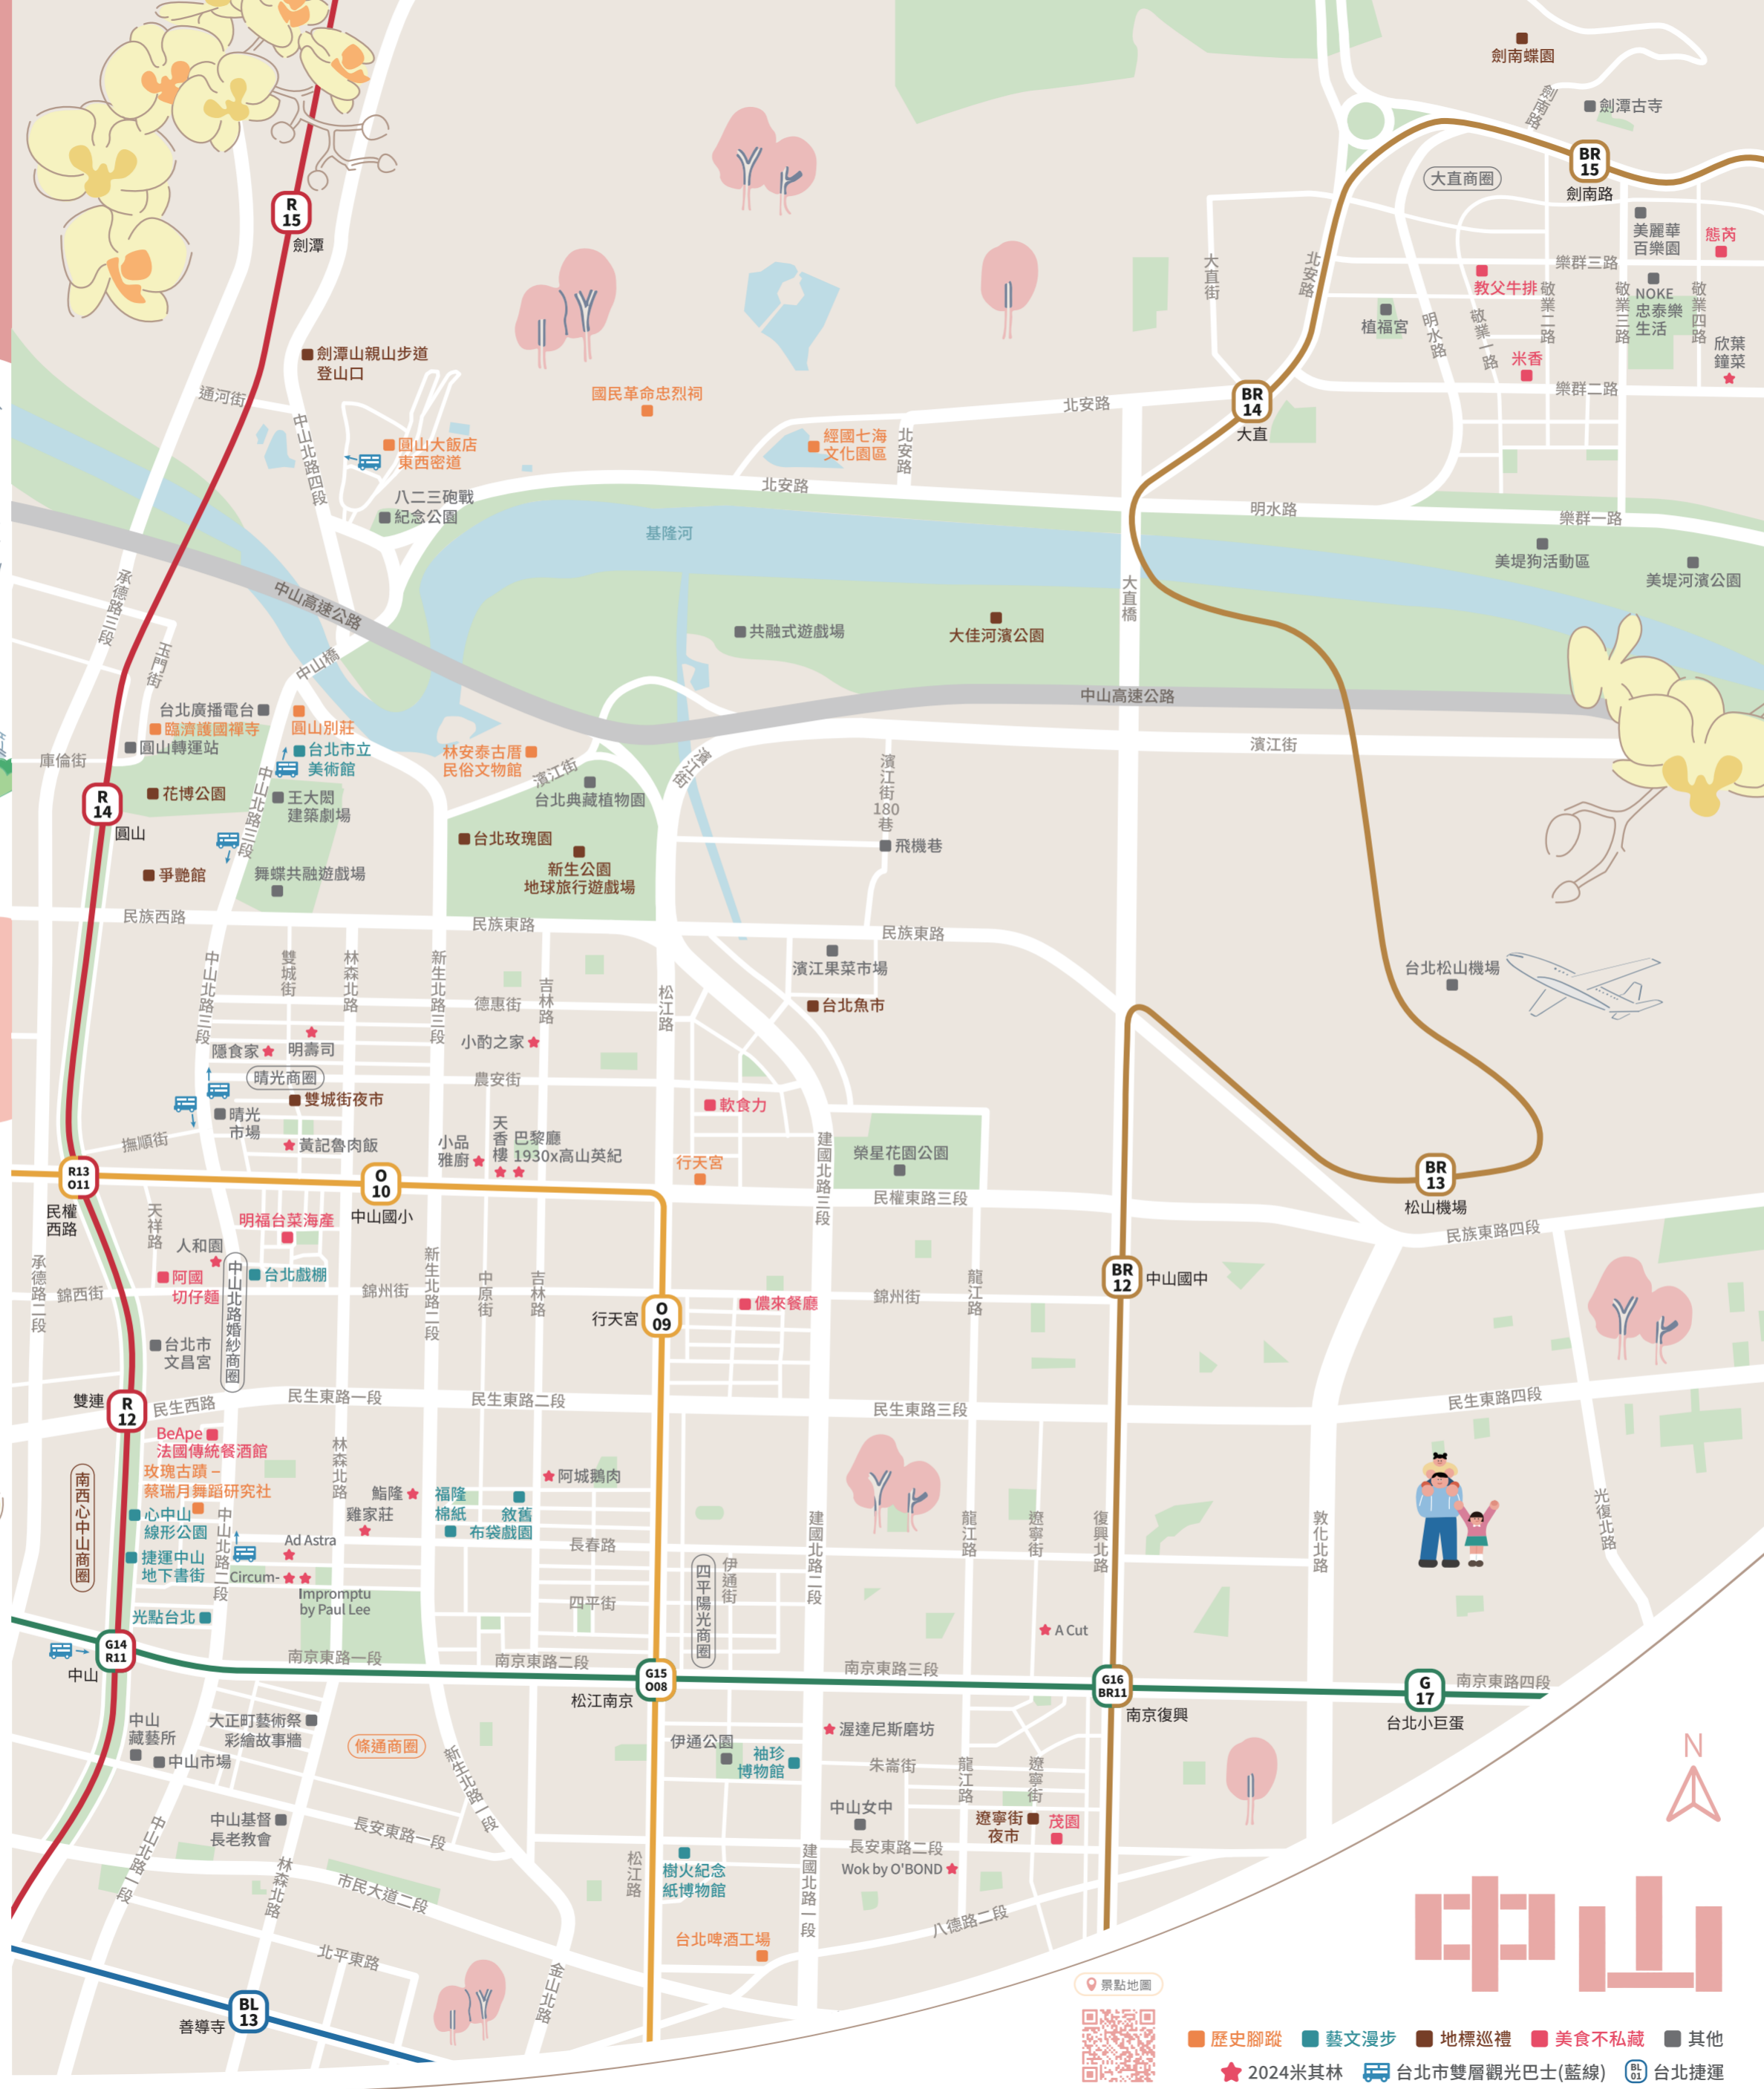 劍南蝶園
劍南路
劍潭古寺
BR
15
劍南路
大直商圈
R
15
劍潭
美麗華
百樂園
態芮
樂群三路
大直街
北安路
教父牛排
敬業二路
敬業三路
NOKE
忠泰樂
生活
敬業四路
植福宮
明水路
敬業一路
米香
欣葉
鐘菜
樂群二路
劍潭山親山步道
登山口
通河街
國民革命忠烈祠
BR
14
大直
北安路
中山北路四段
圓山大飯店
東西密道
經國七海
文化園區
北安路
八二三砲戰
紀念公園
北安路
明水路
樂群一路
基隆河
美堤狗活動區
美堤河濱公園
承德路三段
中山高速公路
大直橋
共融式遊戲場
大佳河濱公園
玉門街
中山橋
中山高速公路
台北廣播電台
臨濟護國禪寺
圓山別莊
圓山轉運站
台北市立
美術館
庫倫街
林安泰古厝
民俗文物館
濱江街
濱江街
濱江街
台北典藏植物園
濱江街180巷
花博公園
中山北路三段
王大閎
建築劇場
R
14
圓山
台北玫瑰園
飛機巷
新生公園
地球旅行遊戲場
爭艷館
舞蝶共融遊戲場
民族西路
民族東路
民族東路
中山北路三段
雙城街
林森北路
新生北路三段
吉林路
松江路
濱江果菜市場
台北松山機場
德惠街
台北魚市
明壽司
隱食家
小酌之家
晴光商圈
農安街
雙城街夜市
晴光
市場
軟食力
撫順街
黃記魯肉飯
小品
雅廚
天香樓
巴黎廳
1930x高山英紀
建國北路三段
榮星花園公園
行天宮
R13
O11
民權
西路
O
10
中山國小
BR
13
松山機場
民權東路三段
民族東路四段
天祥路
明福台菜海產
人和園
承德路二段
錦西街
阿國
切仔麵
中山北路婚紗商圈
台北戲棚
錦州街
新生北路二段
中原街
吉林路
O
09
行天宮
儂來餐廳
錦州街
龍江路
BR
12
中山國中
台北市
文昌宮
雙連
R
12
民生西路
民生東路一段
民生東路二段
民生東路三段
民生東路四段
BeApe
法國傳統餐酒館
玫瑰古蹟–
蔡瑞月舞蹈研究社
林森北路
南西心中山商圈
心中山
線形公園
中山北路二段
鮨隆
雞家莊
福隆
棉紙
敘舊
布袋戲園
阿城鵝肉
捷運中山
地下書街
Ad Astra
長春路
Circum-
Impromptu
by Paul Lee
光點台北
四平街
四平陽光商圈
伊通街
建國北路二段
龍江路
遼寧街
復興北路
敦化北路
光復北路
A Cut
G14
R11
中山
南京東路一段
南京東路二段
G15
O08
松江南京
南京東路三段
G16
BR11
南京復興
G
17
台北小巨蛋
南京東路四段
中山
藏藝所
大正町藝術祭
彩繪故事牆
中山市場
條通商圈
新生北路一段
伊通公園
袖珍
博物館
渥達尼斯磨坊
朱崙街
龍江路
遼寧街
中山女中
遼寧街
夜市
茂園
中山基督
長老教會
中山北路一段
長安東路一段
林森北路
市民大道二段
松江路
長安東路二段
建國北路一段
Wok by O'BOND
樹火紀念
紙博物館
八德路二段
台北啤酒工場
北平東路
金山北路
BL
13
善導寺
N
中山
景點地圖
歷史腳蹤
藝文漫步
地標巡禮
美食不私藏
其他
2024米其林
台北市雙層觀光巴士(藍線)
BL
01
台北捷運